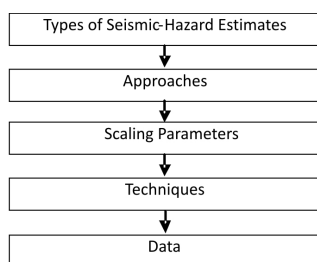 Types of Seismic-Hazard Estimates
Approaches
Scaling Parameters
Techniques
Data